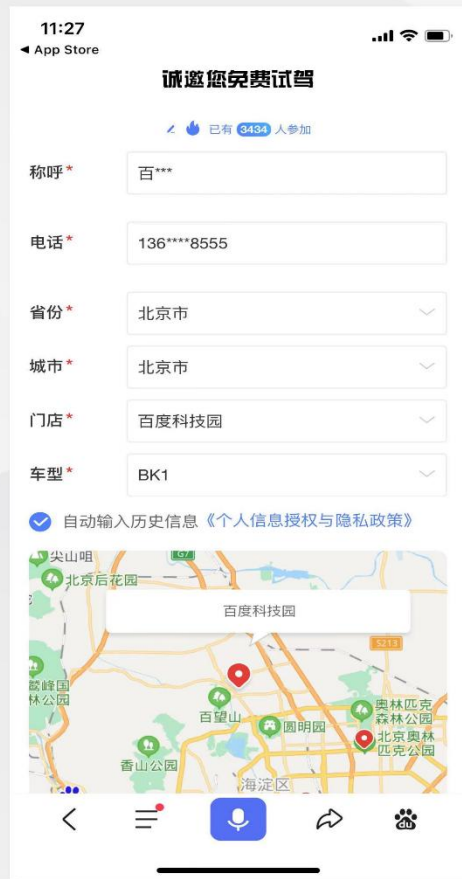 11:27
◀ App Store
诚邀您免费试驾
已有 3434 人参加
称呼*
百***
电话*
136****8555
省份*
北京市
城市*
北京市
门店*
百度科技园
车型*
BK1
自动输入历史信息《个人信息授权与隐私政策》
尖山咀
G7
北京后花园
百度科技园
S213
鹫峰国
林公园
百望山
圆明园
奥林匹克
森林公园
北京奥林
匹克公园
香山公园
海淀区
du